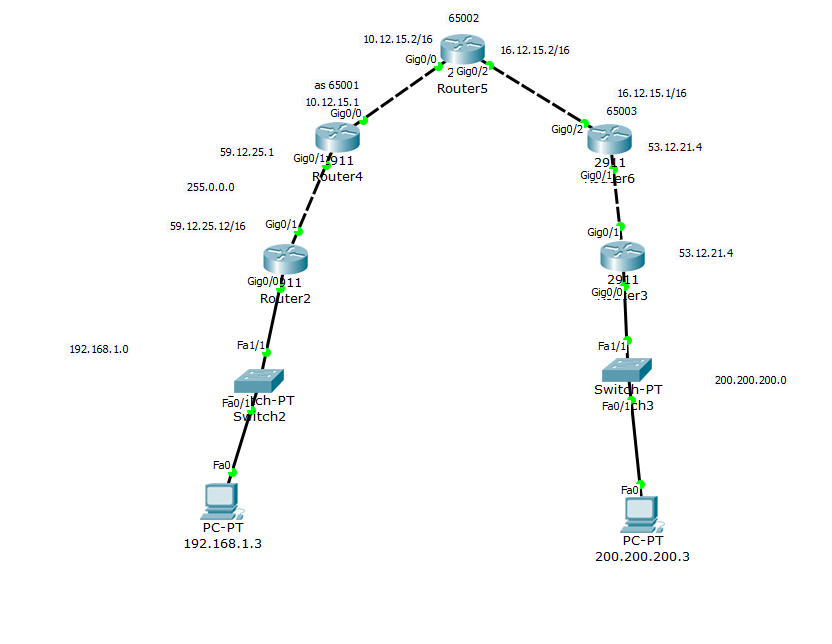 65002
10.12.15.2/16
16.12.15.2/16
Gig0/0
Gig0/2
Router5
as 65001
10.12.15.1
Gig0/0
16.12.15.1/16
65003
Gig0/2
59.12.25.1
Gig0/1
2911
Router4
53.12.21.4
2911
Gig0/1
255.0.0.0
59.12.25.12/16
Gig0/1
Gig0/1
Gig0/0
Router2
53.12.21.4
2911
Gig0/0
192.168.1.0
Fa1/1
Fa1/1
Fa0/1
Switch2
Switch-PT
Fa0/1
200.200.200.0
Fa0
PC-PT
192.168.1.3
Fa0
PC-PT
200.200.200.3